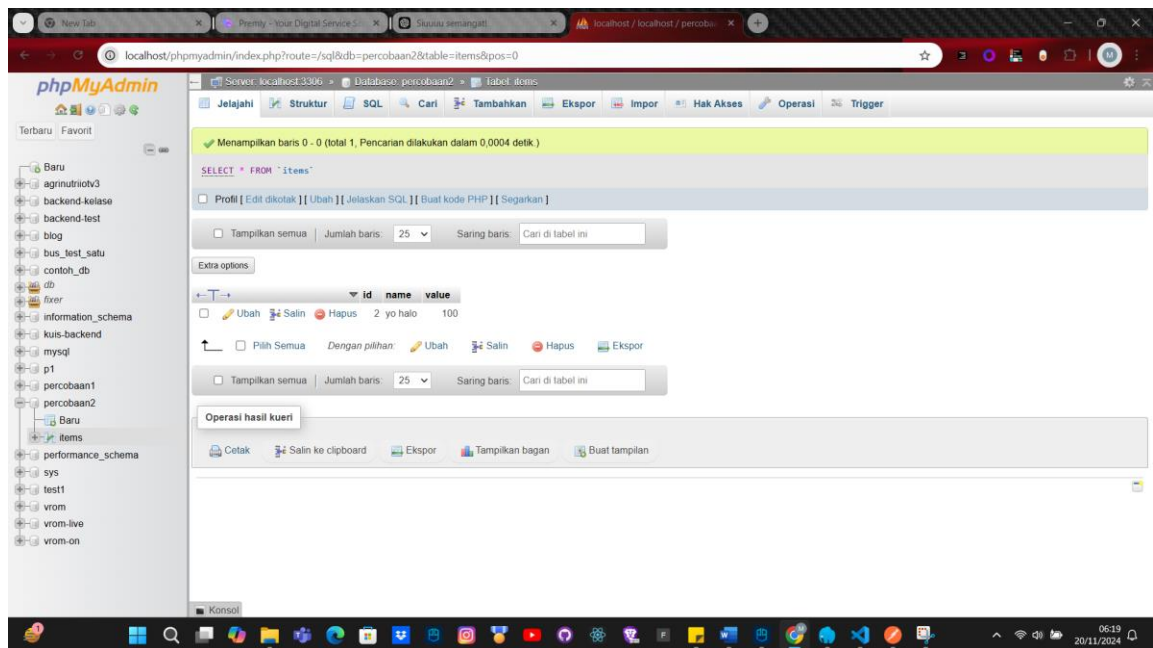 New Tab
Premiy - Your Digital Service S
Siuuuu semangatt
localhost / localhost / percobaa
localhost/phpmyadmin/index.php?route=/sql&db=percobaan2&table=items&pos=0
M
phpMyAdmin
Terbaru Favorit
Baru
agrinutriiotv3
backend-kelase
backend-test
blog
bus_test_satu
contoh_db
db
fixer
information_schema
kuis-backend
mysql
p1
percobaan1
percobaan2
Baru
items
performance_schema
sys
test1
vrom
vrom-live
vrom-on
Server: localhost:3306 » Database: percobaan2 » Tabel: items
Jelajahi Struktur SQL Cari Tambahkan Ekspor Impor Hak Akses Operasi Trigger
Menampilkan baris 0 - 0 (total 1, Pencarian dilakukan dalam 0,0004 detik.)
SELECT * FROM `items`
Profil [ Edit dikotak ] [ Ubah ] [ Jelaskan SQL ] [ Buat kode PHP ] [ Segarkan ]
Tampilkan semua | Jumlah baris: 25 Saring baris: Cari di tabel ini
Extra options
←T→ id name value
Ubah Salin Hapus 2 yo halo 100
Pilih Semua Dengan pilihan: Ubah Salin Hapus Ekspor
Tampilkan semua | Jumlah baris: 25 Saring baris: Cari di tabel ini
Operasi hasil kueri
Cetak Salin ke clipboard Ekspor Tampilkan bagan Buat tampilan
Konsol
06:19
20/11/2024